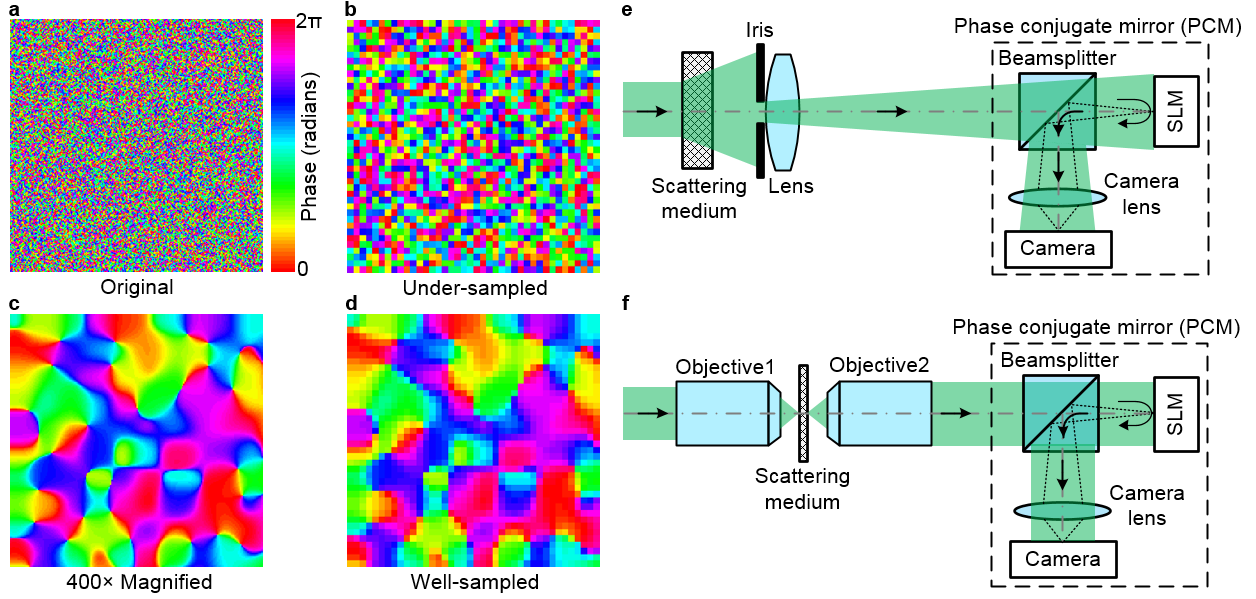 a
2π
Phase (radians)
0
Original
b
Under-sampled
c
400× Magnified
d
Well-sampled
e
Phase conjugate mirror (PCM)
Iris
Beamsplitter
SLM
Scattering
medium
Lens
Camera
lens
Camera
f
Phase conjugate mirror (PCM)
Objective1
Objective2
Beamsplitter
SLM
Scattering
medium
Camera
lens
Camera